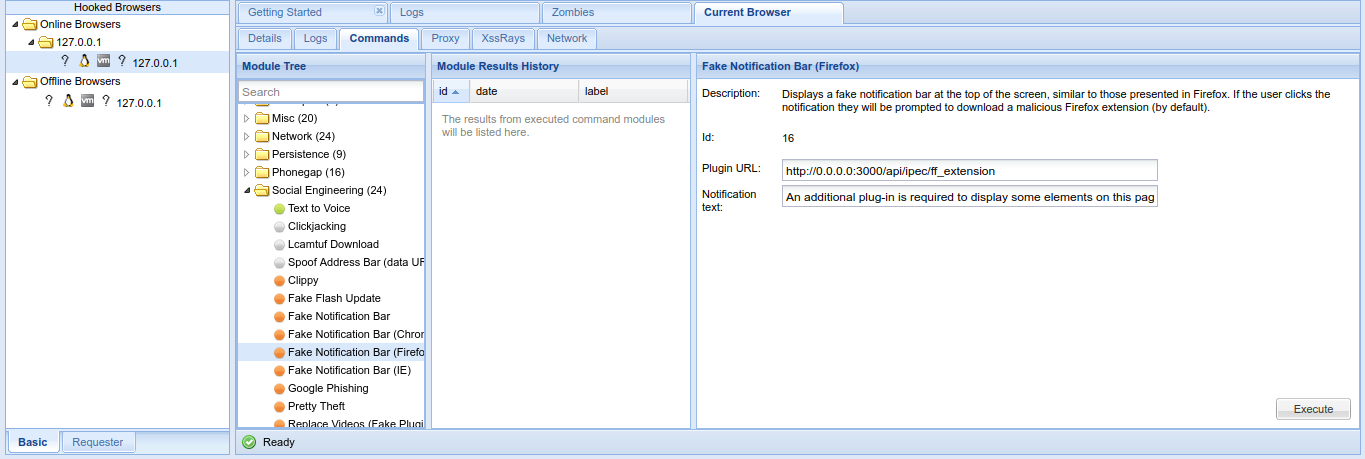 Hooked Browsers
Online Browsers
127.0.0.1
? vm ? 127.0.0.1
Offline Browsers
? vm ? 127.0.0.1
Basic
Requester
Getting Started
Logs
Zombies
Current Browser
Details
Logs
Commands
Proxy
XssRays
Network
Module Tree
Search
Misc (20)
Network (24)
Persistence (9)
Phonegap (16)
Social Engineering (24)
Text to Voice
Clickjacking
Lcamtuf Download
Spoof Address Bar (data UR
Clippy
Fake Flash Update
Fake Notification Bar
Fake Notification Bar (Chror
Fake Notification Bar (Firefo
Fake Notification Bar (IE)
Google Phishing
Pretty Theft
Replace Videos (Fake Plugi
Module Results History
id date label
The results from executed command modules
will be listed here.
Fake Notification Bar (Firefox)
Description: Displays a fake notification bar at the top of the screen, similar to those presented in Firefox. If the user clicks the
notification they will be prompted to download a malicious Firefox extension (by default).
Id: 16
Plugin URL: http://0.0.0.0:3000/api/ipec/ff_extension
Notification text: An additional plug-in is required to display some elements on this pag
Execute
Ready